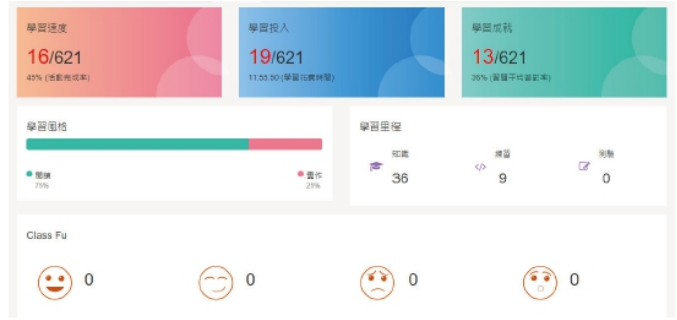 學習速度
16/621
45% (活動完成率)
學習投入
19/621
11:55:50 (學習花費時間)
學習成就
13/621
36% (習題平均答對率)
學習風格
閱讀
75%
實作
25%
學習里程
知識
36
練習
9
測驗
0
Class Fu
0
0
0
0